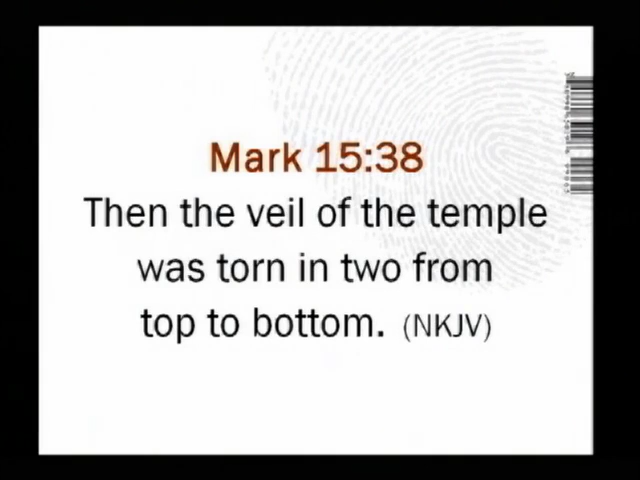 Mark 15:38
Then the veil of the temple
was torn in two from
top to bottom. (NKJV)